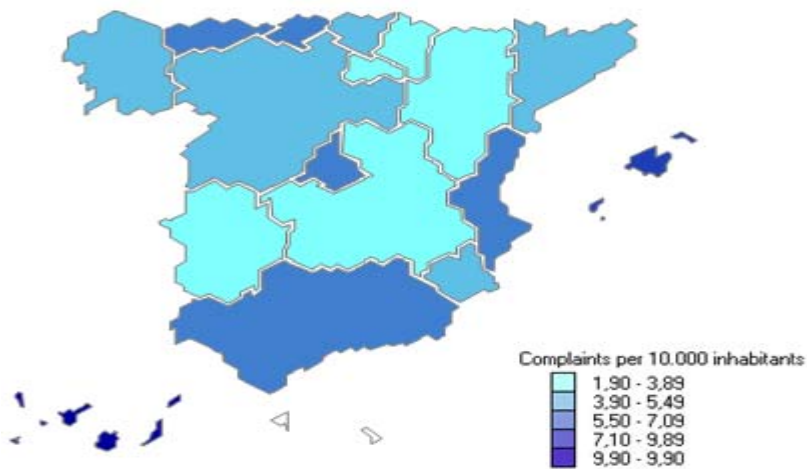 Complaints per 10.000 inhabitants
1,90 - 3,89
3,90 - 5,49
5,50 - 7,09
7,10 - 9,89
9,90 - 9,90